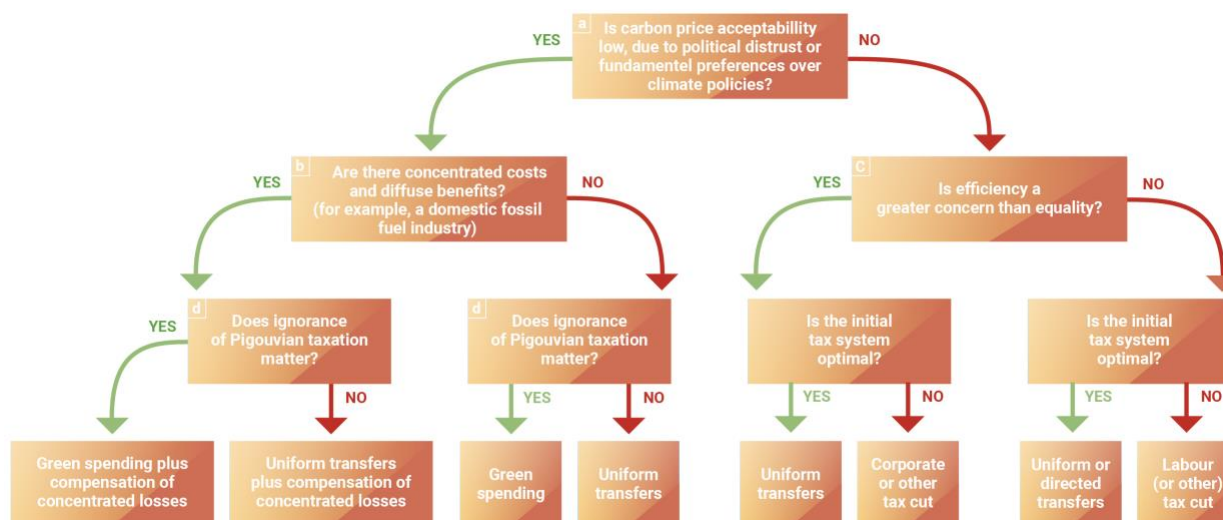 a
Is carbon price acceptabillity
low, due to political distrust or
fundamentel preferences over
climate policies?
YES
NO
b
Are there concentrated costs
and diffuse benefits?
(for example, a domestic fossil
fuel industry)
YES
NO
C
Is efficiency a
greater concern than equality?
YES
NO
d
Does ignorance
of Pigouvian taxation
matter?
YES
NO
d
Does ignorance
of Pigouvian taxation
matter?
YES
NO
Is the initial
tax system
optimal?
YES
NO
Is the initial
tax system
optimal?
YES
NO
Green spending plus
compensation of
concentrated losses
Uniform transfers
plus compensation of
concentrated losses
Green
spending
Uniform
transfers
Uniform
transfers
Corporate
or other
tax cut
Uniform or
directed
transfers
Labour
(or other)
tax cut